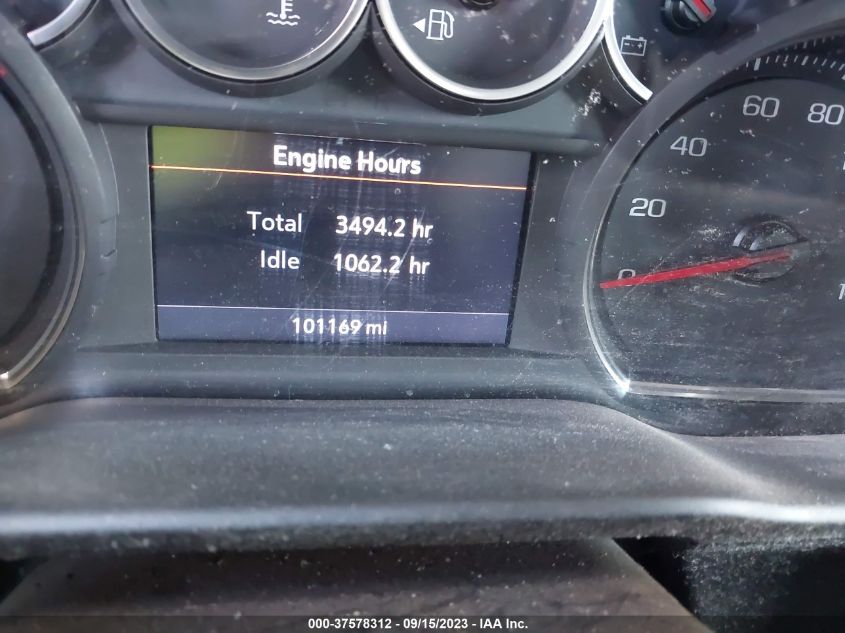 Engine Hours
Total 3494.2 hr
Idle 1062.2 hr
101169 mi
0
20
40
60
80
000-37578312 - 09/15/2023 - IAA Inc.